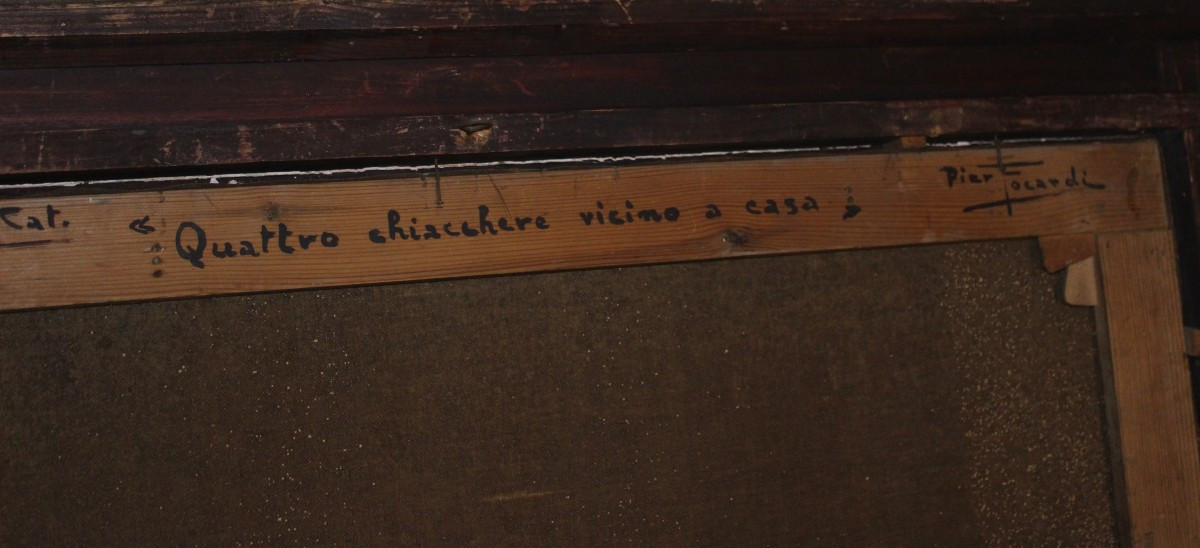 Cat. « Quattro chiacchere vicino a casa » Pier Focardi